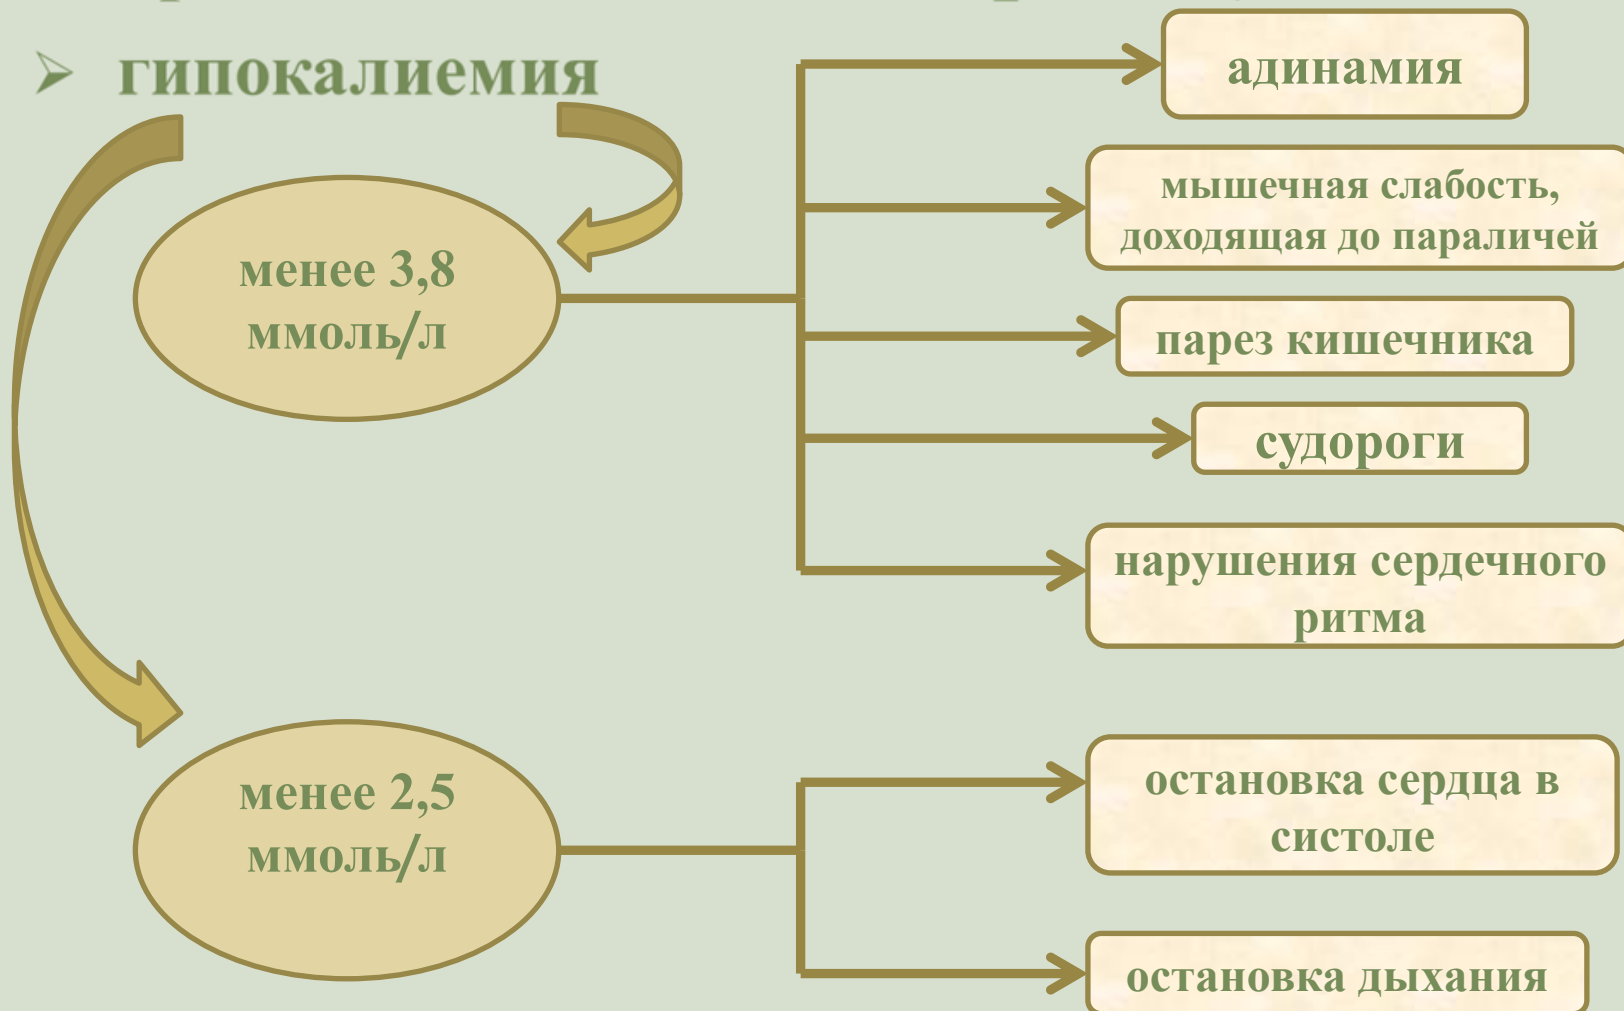 гипокалиемия
адинамия
мышечная слабость,
доходящая до параличей
менее 3,8
ммоль/л
парез кишечника
судороги
нарушения сердечного
ритма
менее 2,5
ммоль/л
остановка сердца в
систоле
остановка дыхания